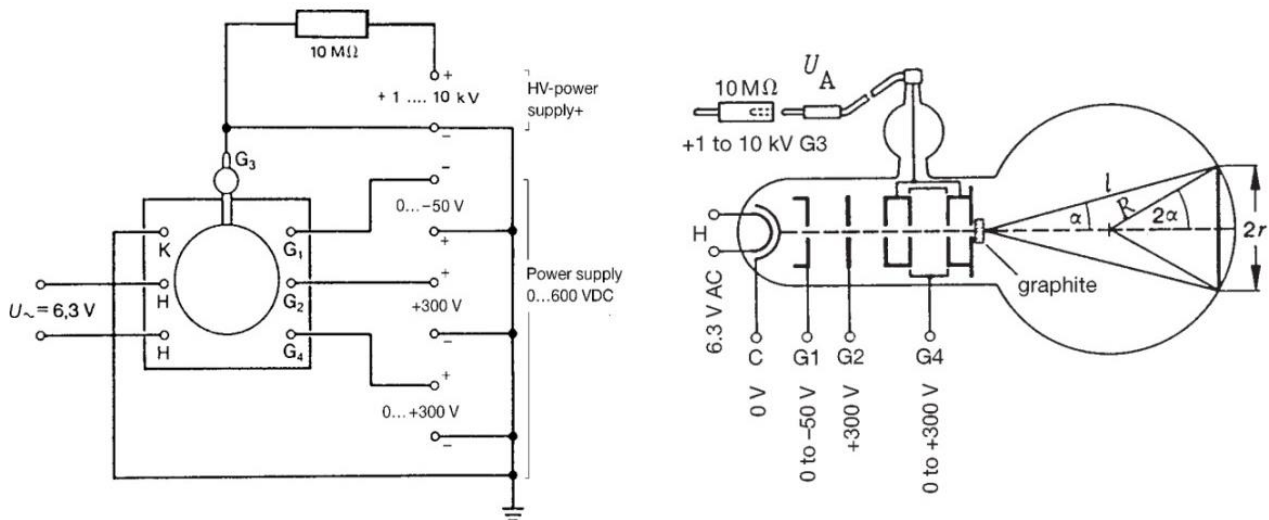 10 MΩ
+
+ 1 .... 10 kV
HV-power
supply+
−
G3
−
0...−50 V
K
G1
+
Power supply
0...600 VDC
H
G2
+
+300 V
U~ = 6,3 V
H
G4
−
+
0...+300 V
−
10 MΩ
UA
+1 to 10 kV G3
l
R
α
2α
2r
H
graphite
6.3 V AC
C
G1
G2
G4
0 V
0 to −50 V
+300 V
0 to +300 V